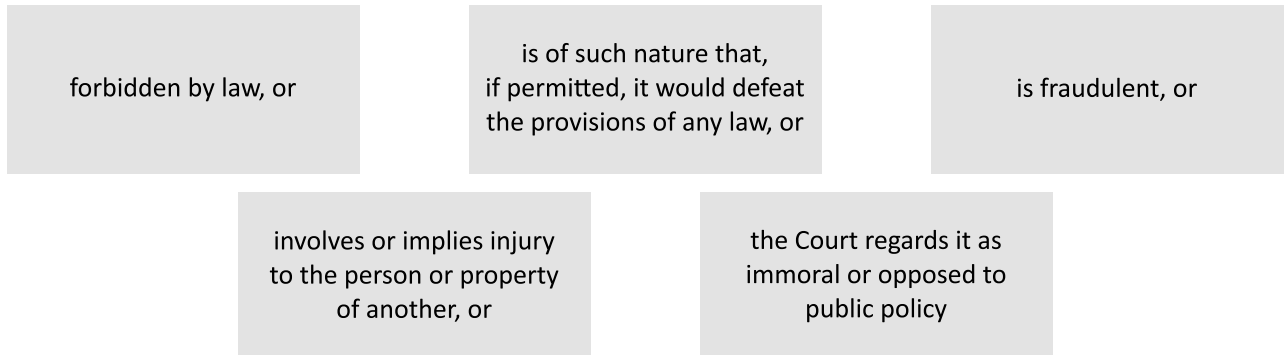 forbidden by law, or
is of such nature that,
if permitted, it would defeat
the provisions of any law, or
is fraudulent, or
involves or implies injury
to the person or property
of another, or
the Court regards it as
immoral or opposed to
public policy